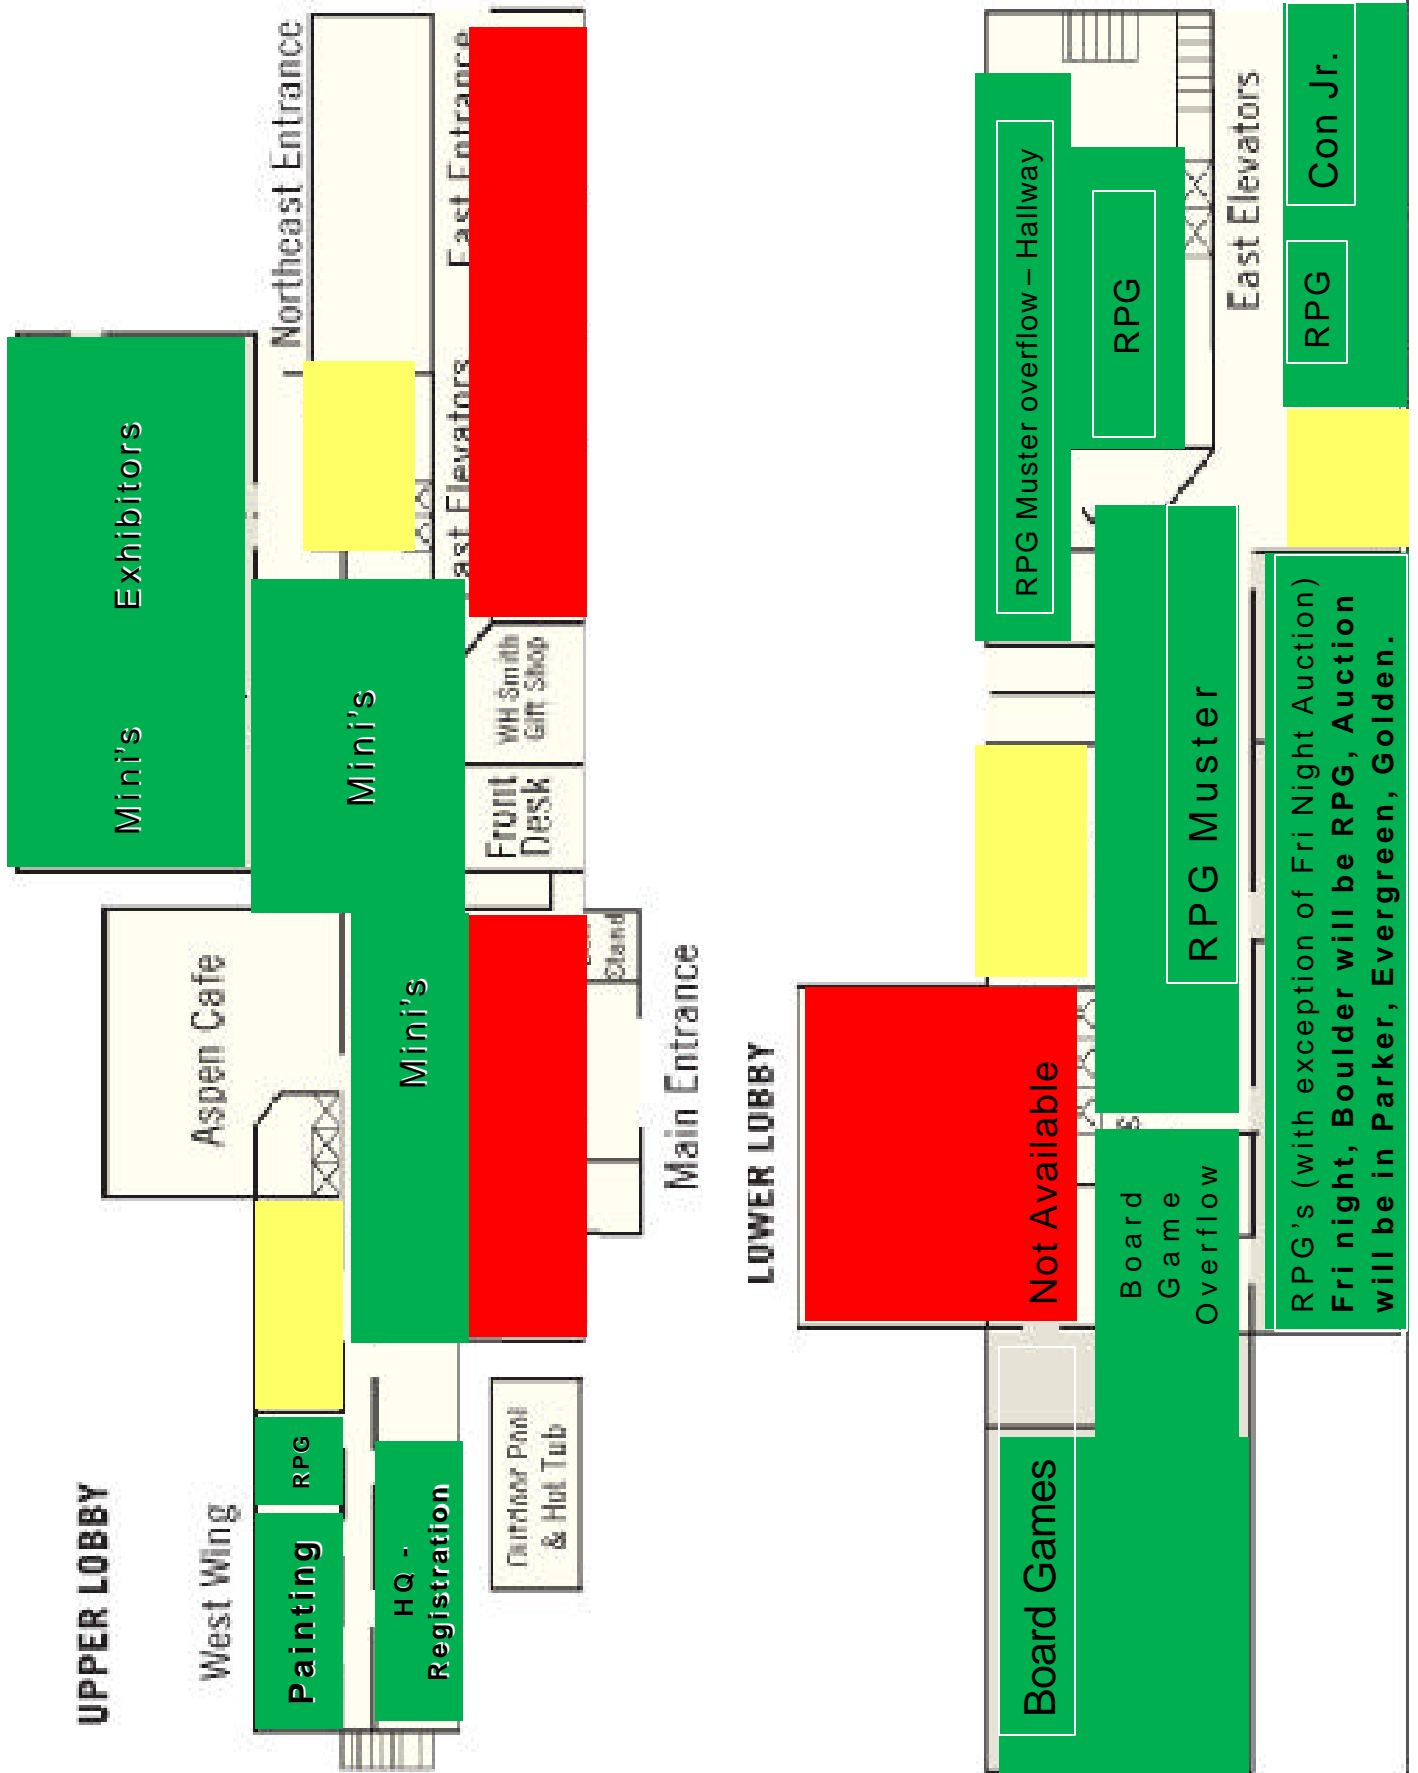 UPPER LOBBY
West Wing
Painting
RPG
HQ -
Registration
Outdoor Pool
& Hot Tub
Aspen Cafe
Mini's
Exhibitors
Mini's
Mini's
Main Entrance
Stand
Front
Desk
WH Smith
Gift Shop
East Elevators
East Entrance
Northeast Entrance
LOWER LOBBY
Not Available
Board Games
Board
Game
Overflow
RPG Muster
RPG Muster overflow – Hallway
RPG
East Elevators
RPG
Con Jr.
RPG's (with exception of Fri Night Auction)
Fri night, Boulder will be RPG, Auction
will be in Parker, Evergreen, Golden.